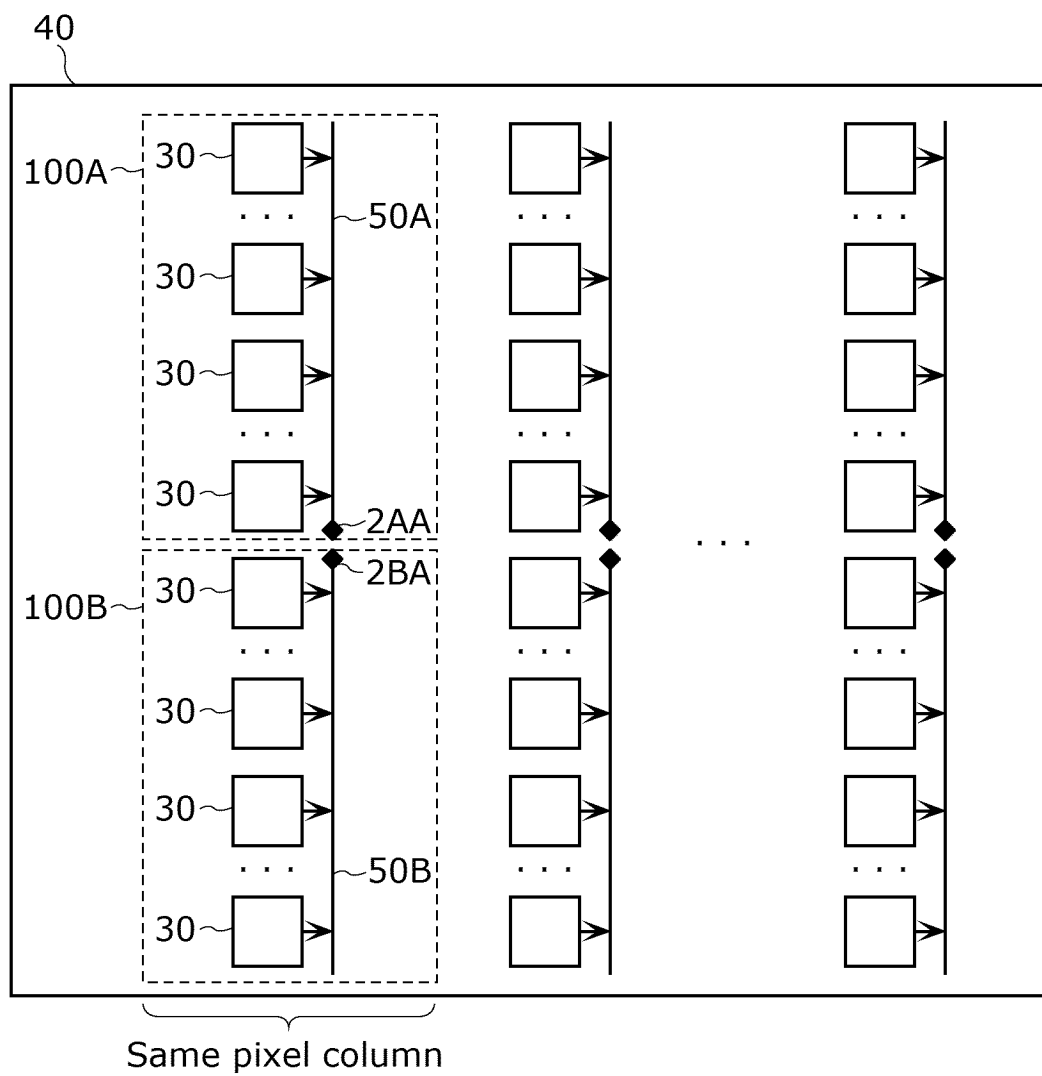 40
100A
30
50A
. . .
. . .
. . .
30
30
. . .
. . .
. . .
30
2AA
. . .
2BA
100B
30
. . .
. . .
. . .
30
30
50B
. . .
. . .
. . .
30
Same pixel column